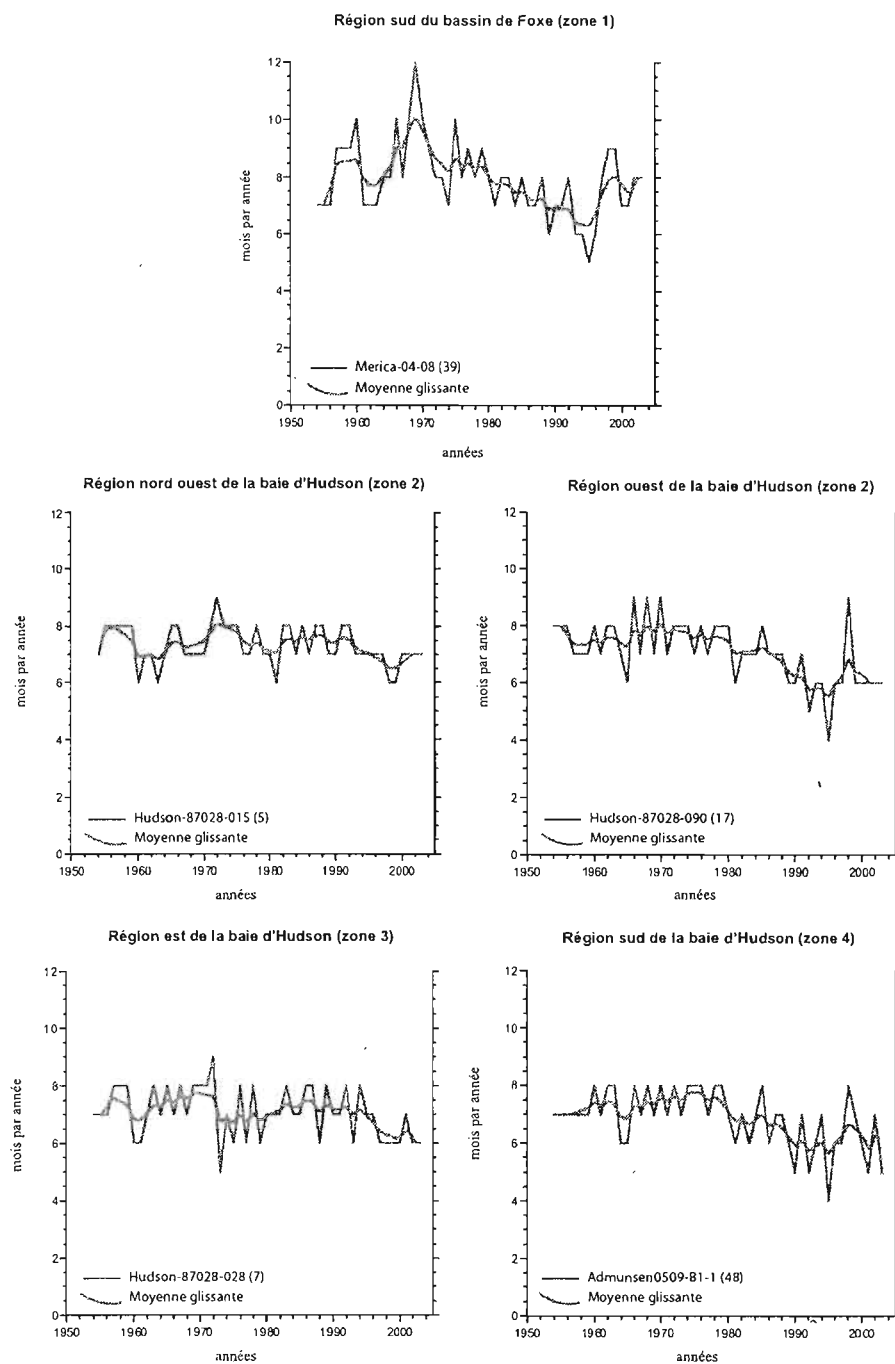 Région sud du bassin de Foxe (zone 1)
12
10
8
6
4
2
0
mois par année
Merica-04-08 (39)
Moyenne glissante
1950 1960 1970 1980 1990 2000
années
Région nord ouest de la baie d'Hudson (zone 2)
12
10
8
6
4
2
0
mois par année
Hudson-87028-015 (5)
Moyenne glissante
1950 1960 1970 1980 1990 2000
années
Région ouest de la baie d'Hudson (zone 2)
12
10
8
6
4
2
0
mois par année
Hudson-87028-090 (17)
Moyenne glissante
1950 1960 1970 1980 1990 2000
années
Région est de la baie d'Hudson (zone 3)
12
10
8
6
4
2
0
mois par année
Hudson-87028-028 (7)
Moyenne glissante
1950 1960 1970 1980 1990 2000
années
Région sud de la baie d'Hudson (zone 4)
12
10
8
6
4
2
0
mois par année
Admunsen0509-B1-1 (48)
Moyenne glissante
1950 1960 1970 1980 1990 2000
années